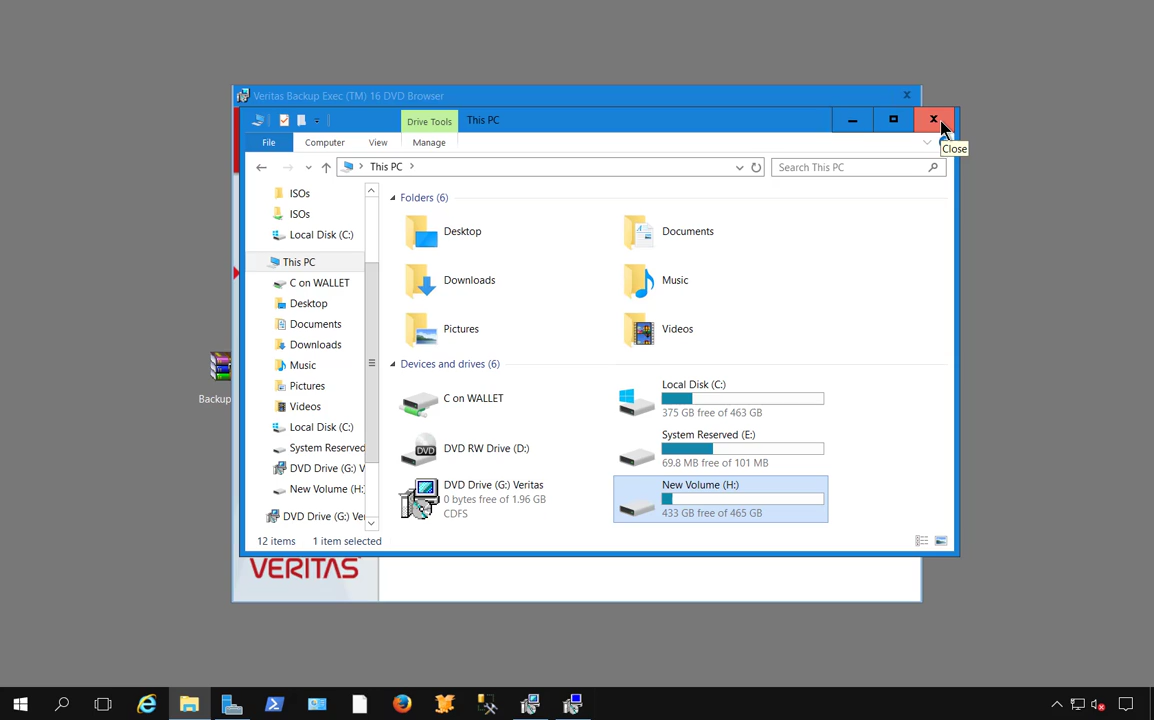 Veritas Backup Exec (TM) 16 DVD Browser
Drive Tools
This PC
File
Computer
View
Manage
Close
This PC
Search This PC
ISOs
ISOs
Local Disk (C:)
This PC
C on WALLET
Desktop
Documents
Downloads
Music
Pictures
Videos
Local Disk (C:)
System Reserved
DVD Drive (G:) V
New Volume (H:
DVD Drive (G:) Ve
Folders (6)
Desktop
Documents
Downloads
Music
Pictures
Videos
Devices and drives (6)
C on WALLET
Local Disk (C:)
375 GB free of 463 GB
DVD RW Drive (D:)
System Reserved (E:)
69.8 MB free of 101 MB
DVD Drive (G:) Veritas
0 bytes free of 1.96 GB
CDFS
New Volume (H:)
433 GB free of 465 GB
12 items
1 item selected
Backup
VERITAS